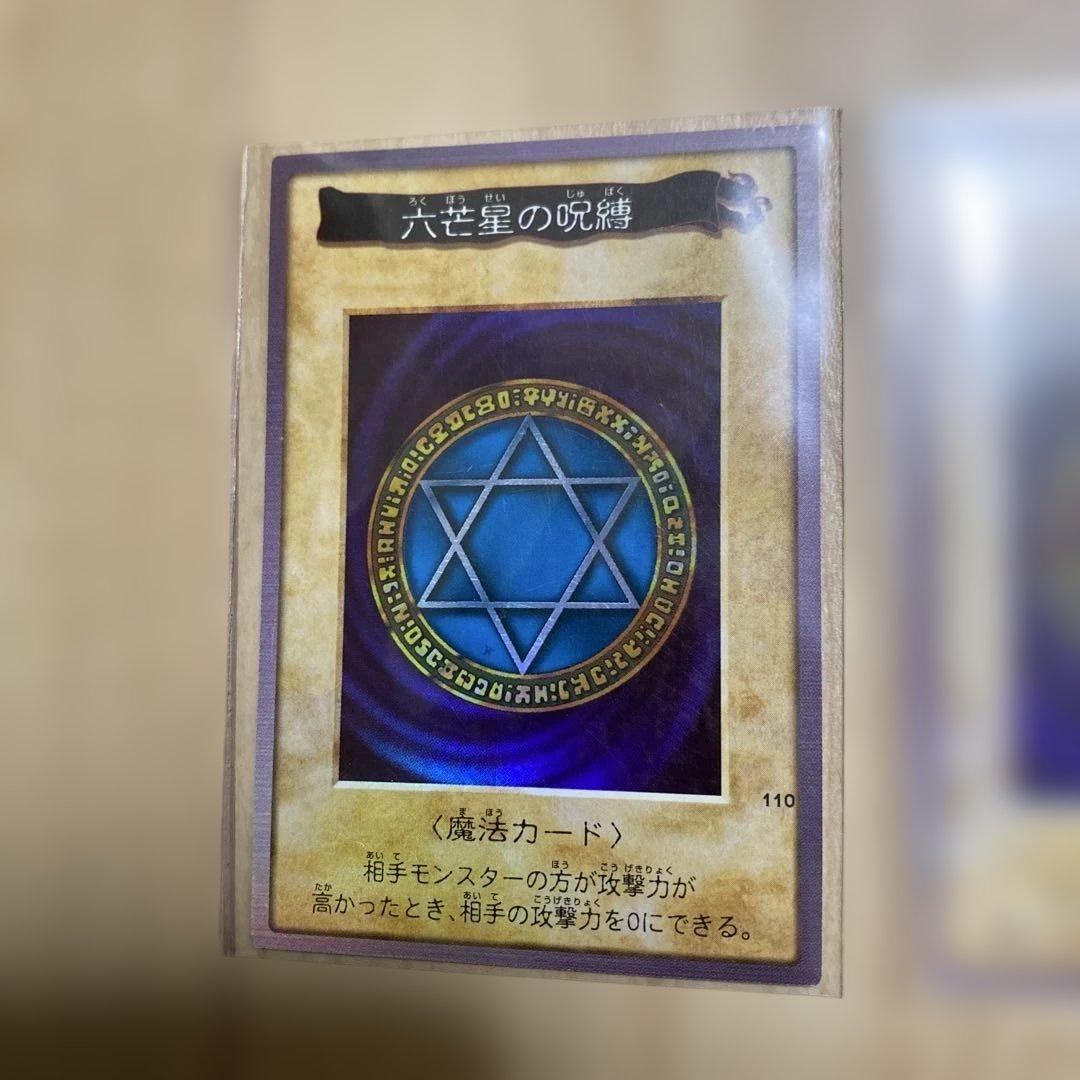 六芒星の呪縛
110
〈魔法カード〉
相手モンスターの方が攻撃力が
高かったとき、相手の攻撃力を0にできる。